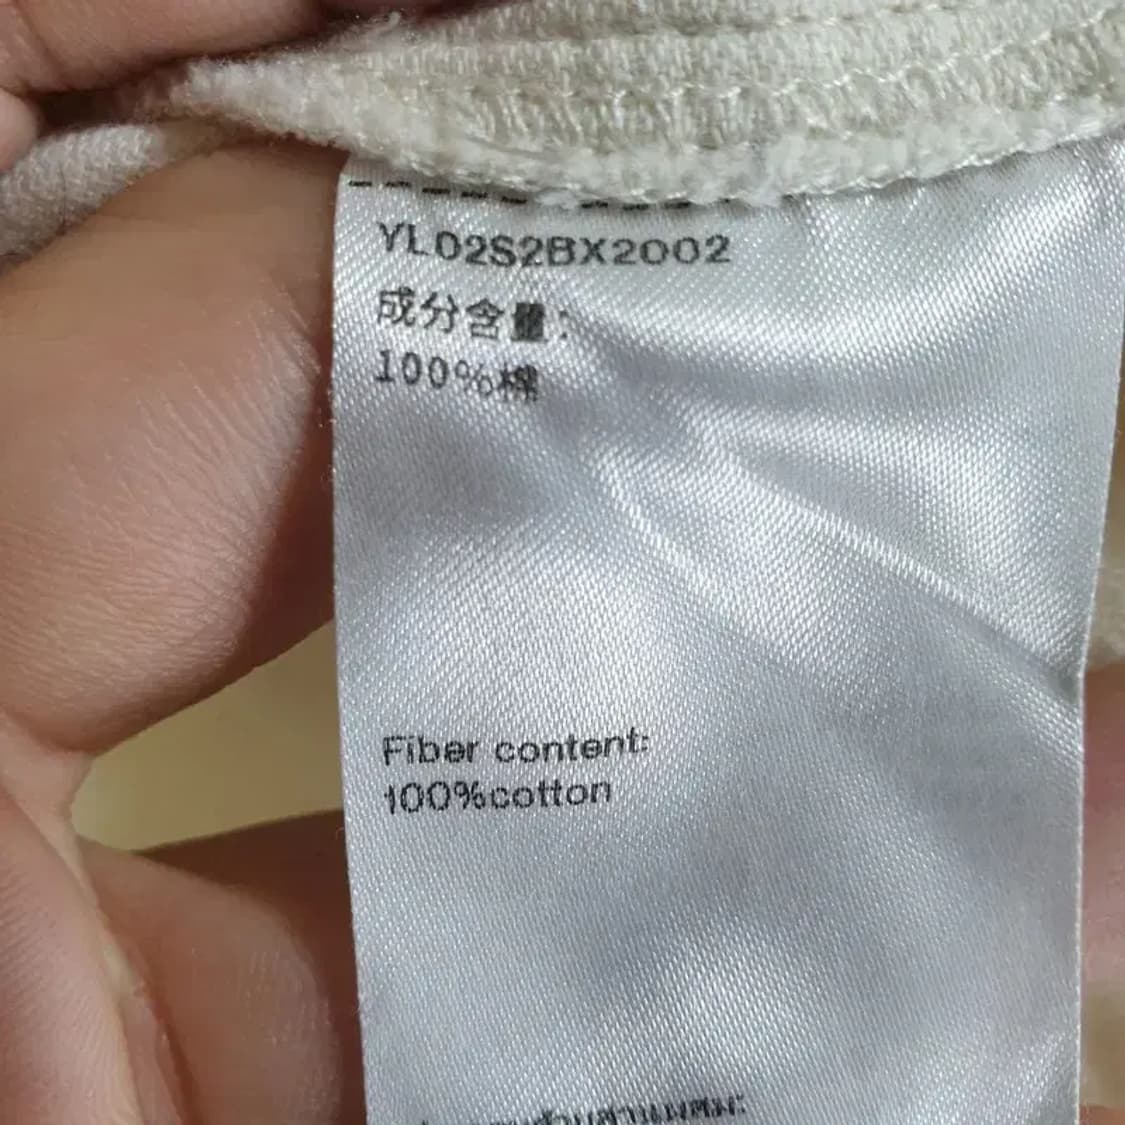 YL02S2BX2002
成分含量:
100%棉
Fiber content:
100%cotton